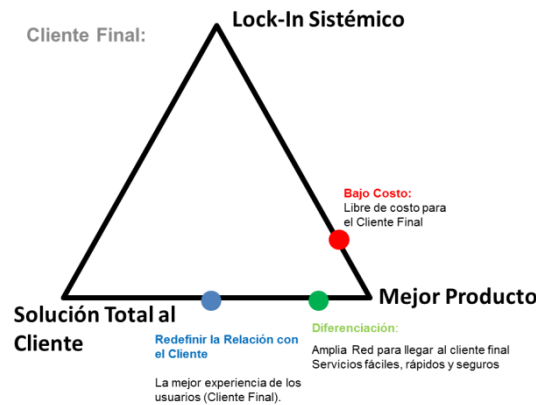 Cliente Final:
Lock-In Sistémico
Bajo Costo:
Libre de costo para
el Cliente Final
Mejor Producto
Solución Total al
Cliente
Redefinir la Relación con
el Cliente
La mejor experiencia de los
usuarios (Cliente Final).
Diferenciación:
Amplia Red para llegar al cliente final
Servicios fáciles, rápidos y seguros